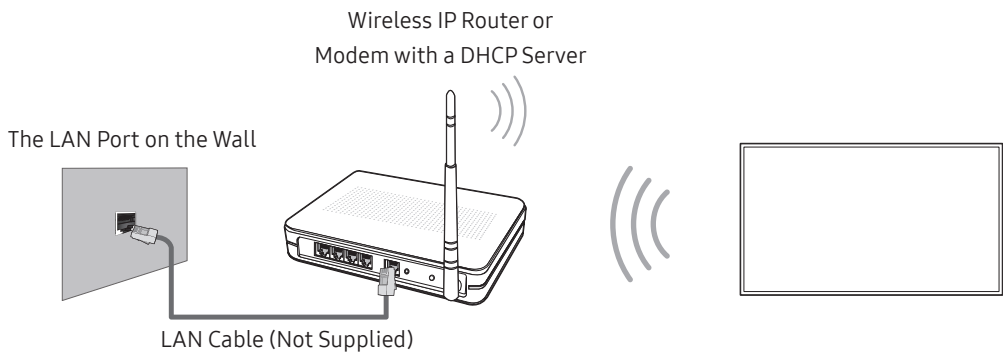 Wireless IP Router or
Modem with a DHCP Server
The LAN Port on the Wall
LAN Cable (Not Supplied)